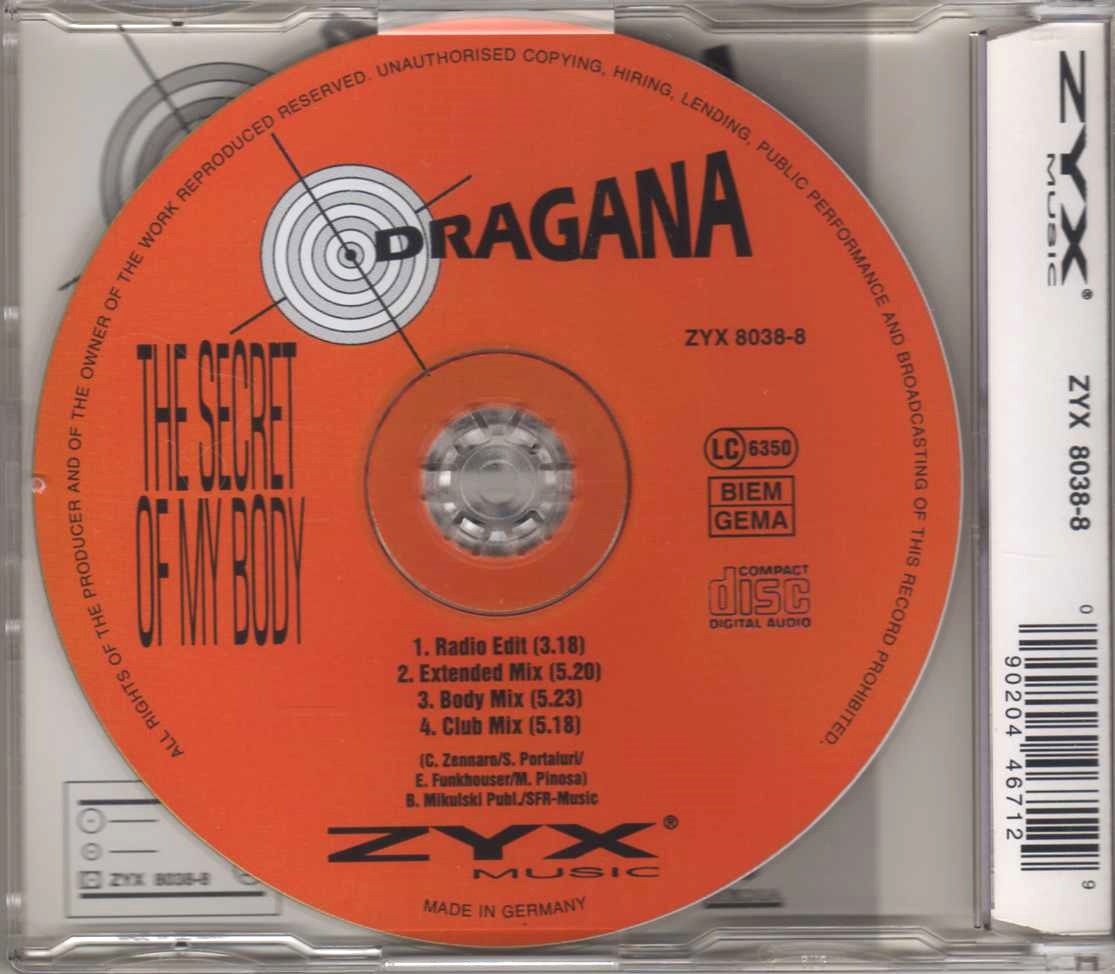 ALL RIGHTS OF THE PRODUCER AND OF THE OWNER OF THE WORK REPRODUCED RESERVED. UNAUTHORISED COPYING, HIRING, LENDING, PUBLIC PERFORMANCE AND BROADCASTING OF THIS RECORD PROHIBITED.
DRAGANA
ZYX 8038-8
THE SECRET
OF MY BODY
LC 6350
BIEM
GEMA
COMPACT
disc
DIGITAL AUDIO
1. Radio Edit (3.18)
2. Extended Mix (5.20)
3. Body Mix (5.23)
4. Club Mix (5.18)
(C. Zennaro/S. Portaluri/
E. Funkhouser/M. Pinosa)
B. Mikulski Publ./SFR-Music
ZYX®
MUSIC
MADE IN GERMANY
ZYX 8038-8
ZYX®
MUSIC
ZYX 8038-8
0 90204 46712 9